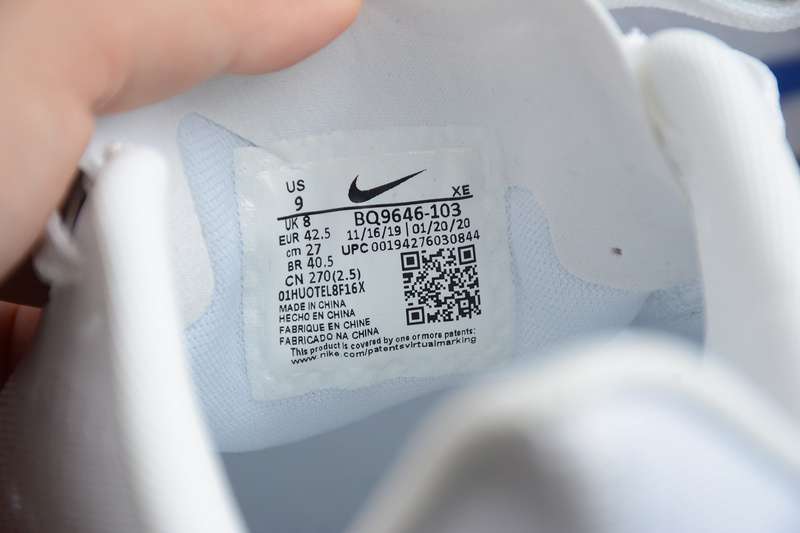 US
9
XE
UK 8
BQ9646-103
EUR 42.5
11/16/19 | 01/20/20
cm 27
UPC 00194276030844
BR 40.5
CN 270(2.5)
01HUOTEL8F16X
MADE IN CHINA
HECHO EN CHINA
FABRIQUE EN CHINE
FABRICADO NA CHINA
This product is covered by one or more patents:
www.nike.com/patentsvirtualmarking